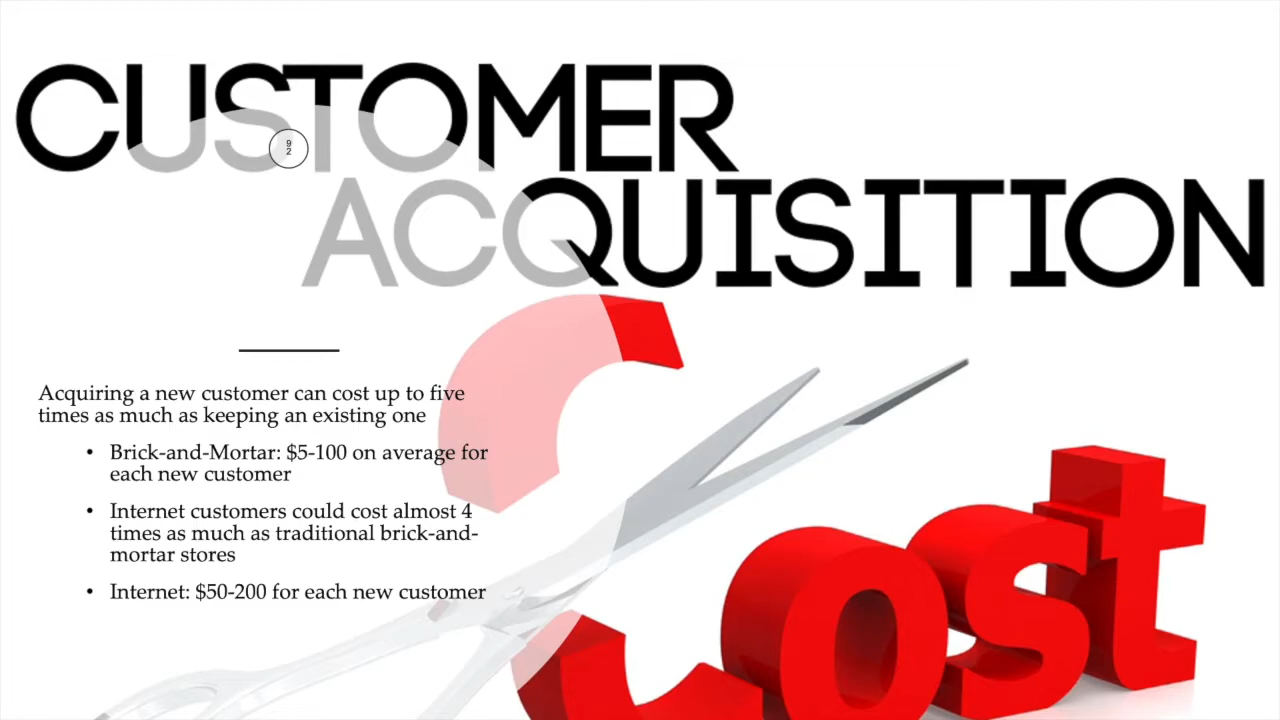 CUSTOMER
9
2
ACQUISITION
Cost
Acquiring a new customer can cost up to five
times as much as keeping an existing one
• Brick-and-Mortar: $5-100 on average for
each new customer
• Internet customers could cost almost 4
times as much as traditional brick-and-
mortar stores
• Internet: $50-200 for each new customer